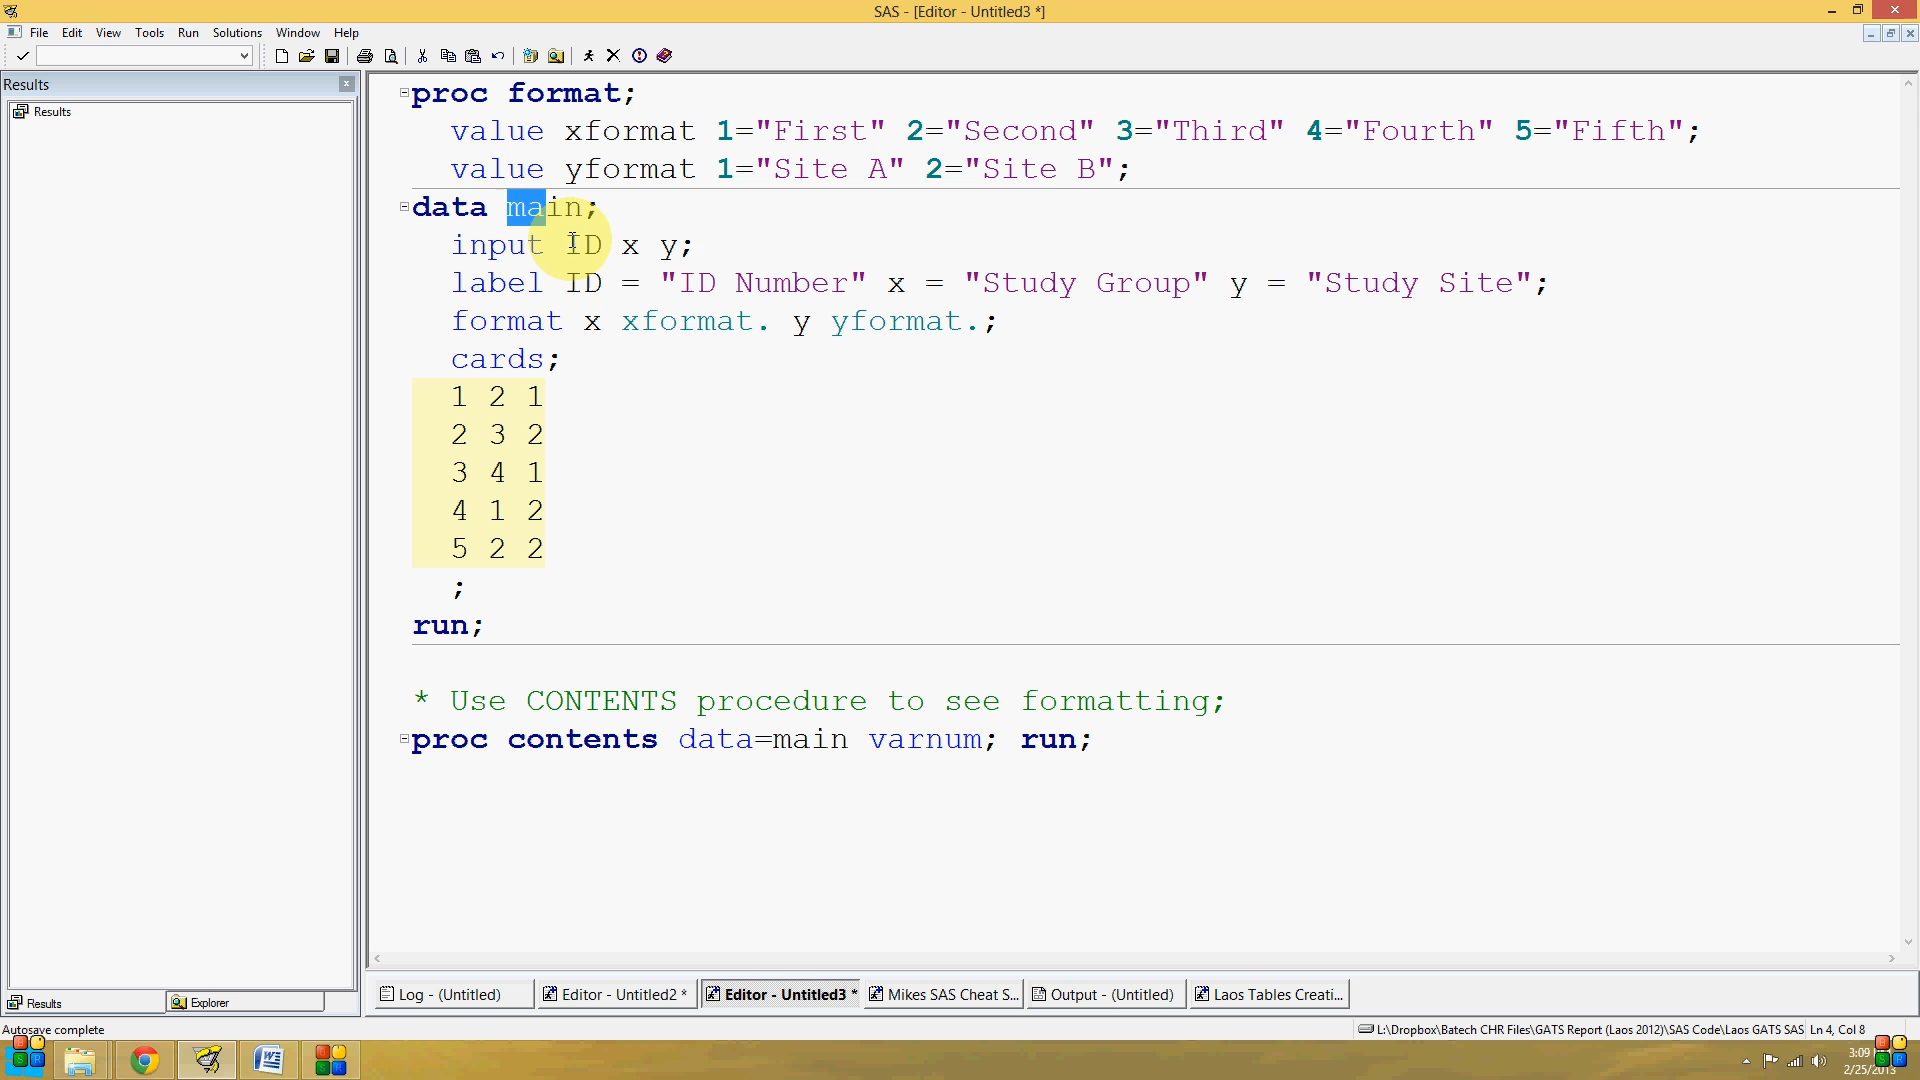 SAS - [Editor - Untitled3 *]
File Edit View Tools Run Solutions Window Help
Results
Results
proc format;
value xformat 1="First" 2="Second" 3="Third" 4="Fourth" 5="Fifth";
value yformat 1="Site A" 2="Site B";
data main;
input ID x y;
label ID = "ID Number" x = "Study Group" y = "Study Site";
format x xformat. y yformat.;
cards;
1 2 1
2 3 2
3 4 1
4 1 2
5 2 2
;
run;
* Use CONTENTS procedure to see formatting;
proc contents data=main varnum; run;
Results Explorer
Log - (Untitled) Editor - Untitled2 * Editor - Untitled3 * Mikes SAS Cheat S... Output - (Untitled) Laos Tables Creati...
Autosave complete
L:\Dropbox\Batech CHR Files\GATS Report (Laos 2012)\SAS Code\Laos GATS SAS Ln 4, Col 8
3:09
2/25/2013